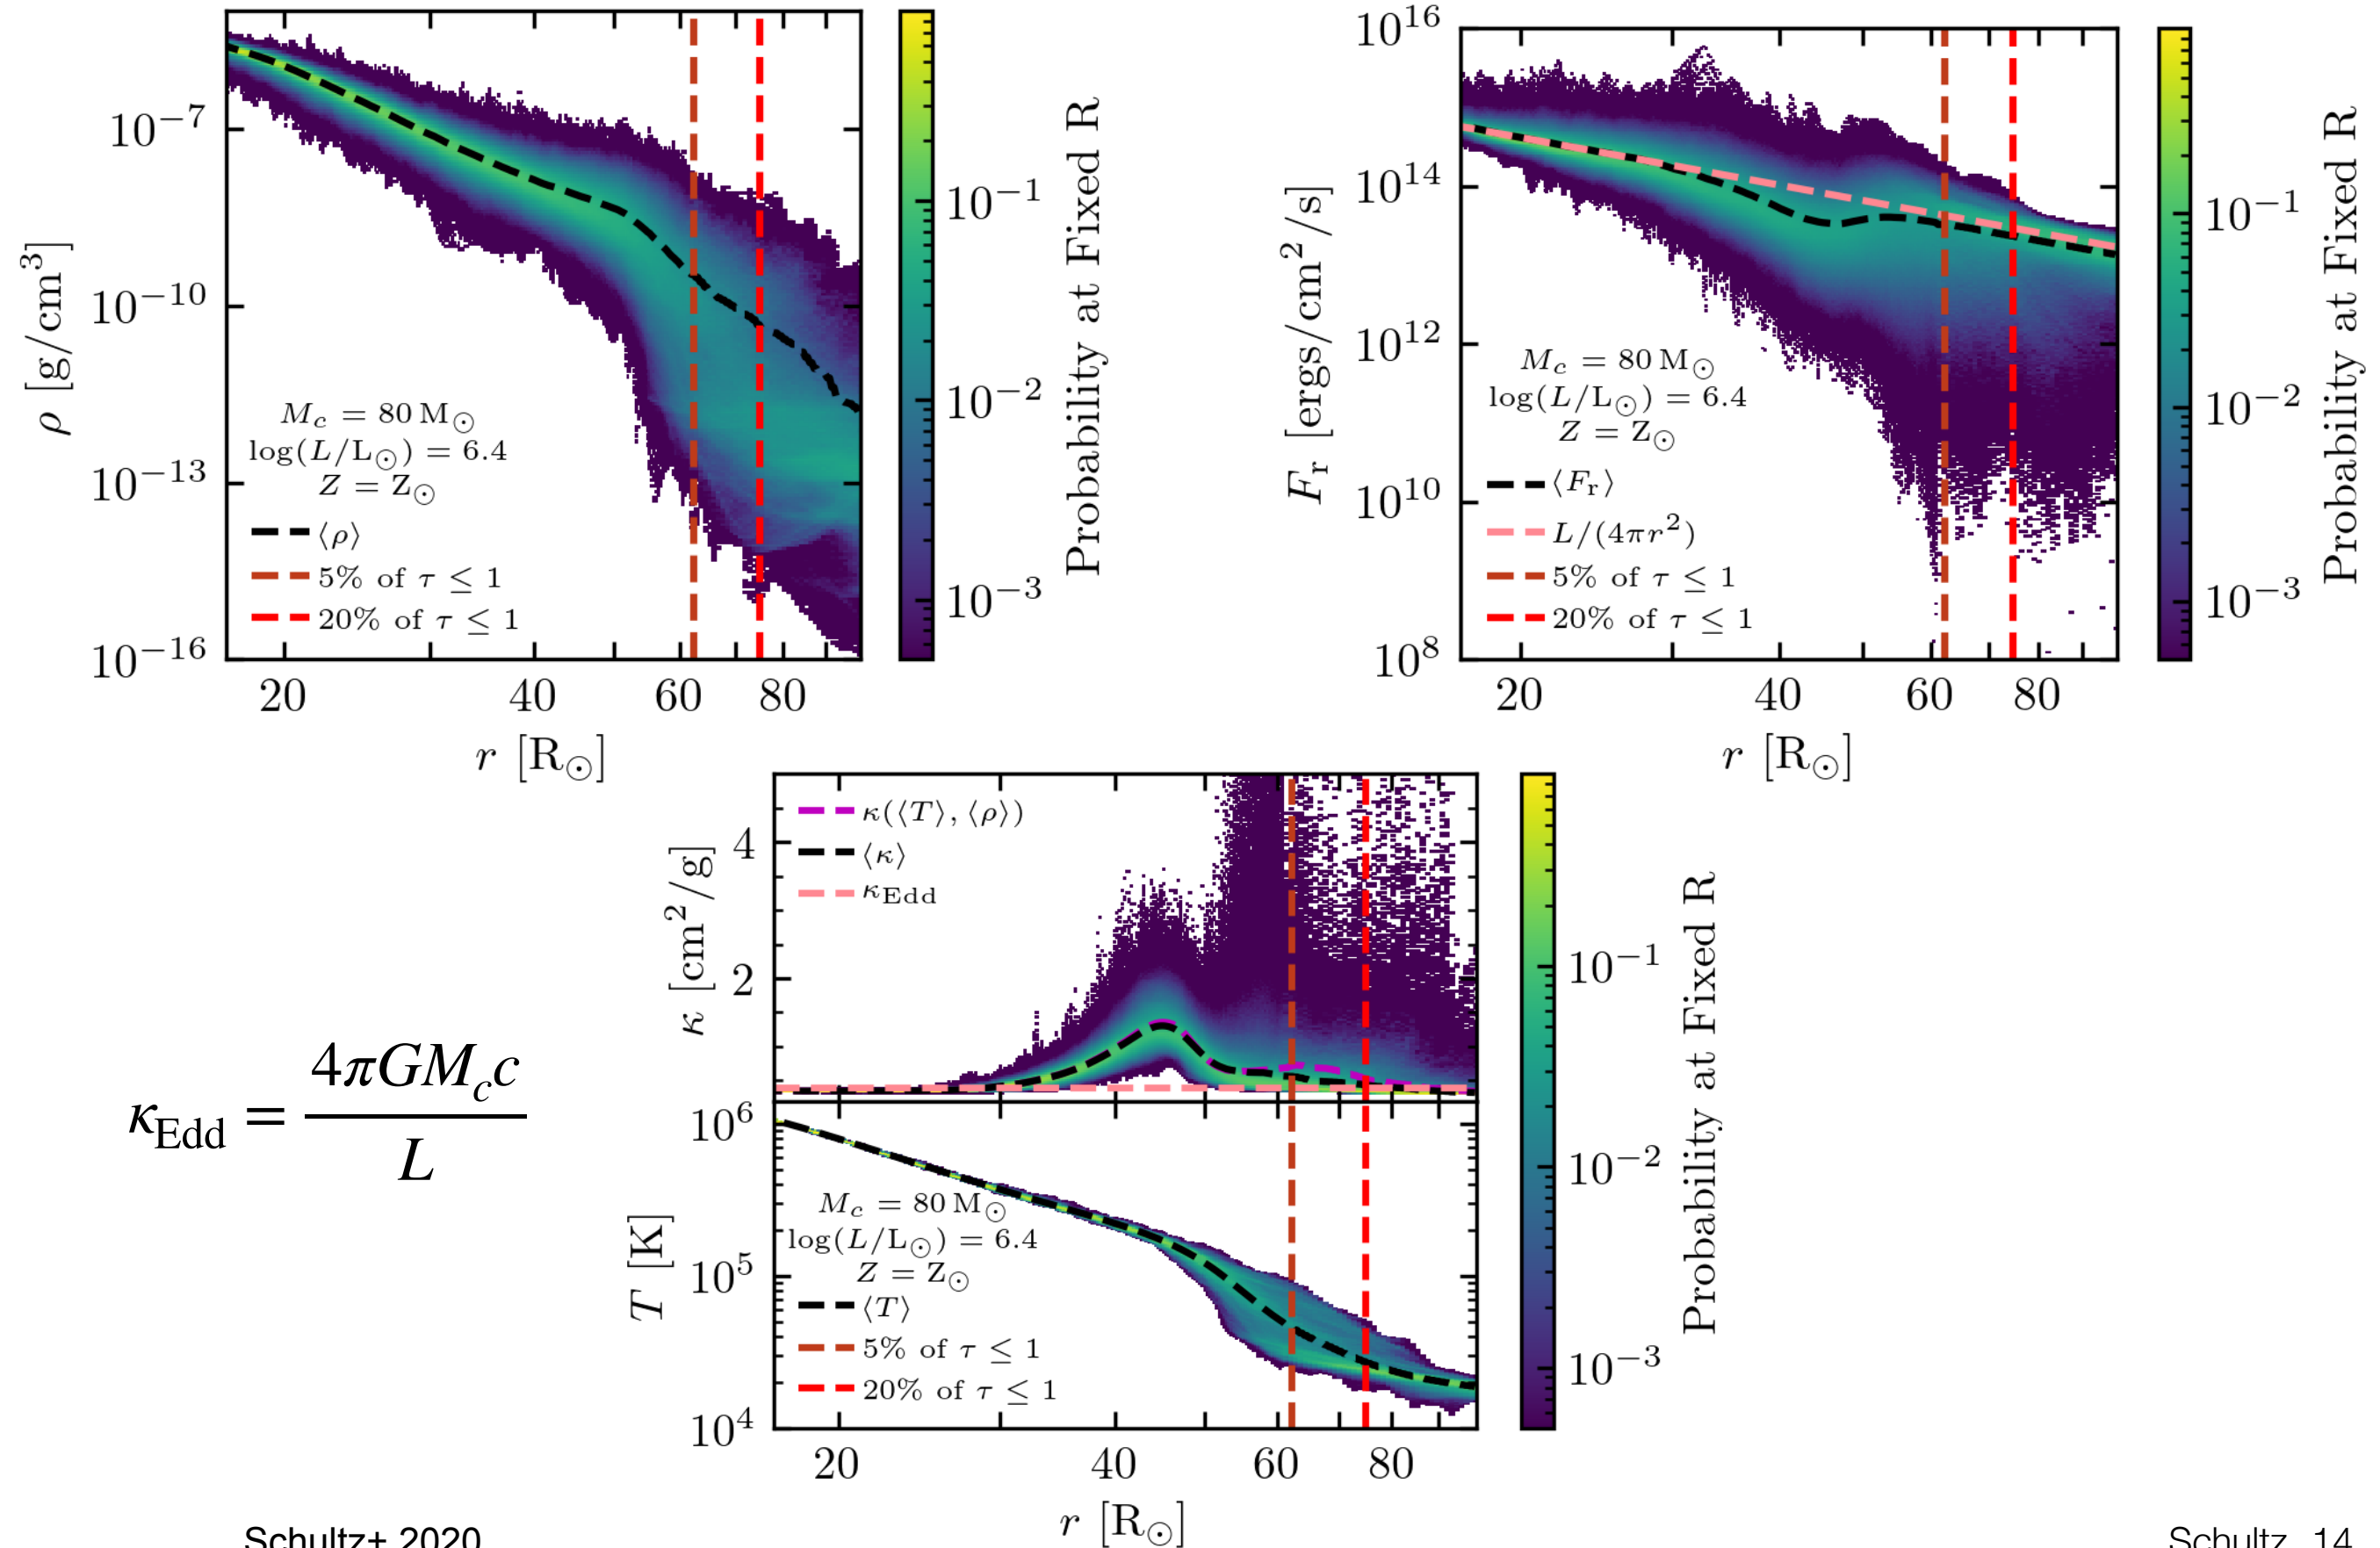 10^{-7}
10^{-10}
10^{-13}
10^{-16}
ρ [g/cm^3]
M_c = 80 M_⊙
log(L/L_⊙) = 6.4
Z = Z_⊙
⟨ρ⟩
5% of τ ≤ 1
20% of τ ≤ 1
20 40 60 80
r [R_⊙]
10^{-1}
10^{-2}
10^{-3}
Probability at Fixed R
10^{16}
10^{14}
10^{12}
10^{10}
10^8
F_r [ergs/cm^2/s]
M_c = 80 M_⊙
log(L/L_⊙) = 6.4
Z = Z_⊙
⟨F_r⟩
L/(4πr^2)
5% of τ ≤ 1
20% of τ ≤ 1
20 40 60 80
r [R_⊙]
10^{-1}
10^{-2}
10^{-3}
Probability at Fixed R
κ_Edd = 4πGM_c c / L
4
2
κ [cm^2/g]
κ(⟨T⟩, ⟨ρ⟩)
⟨κ⟩
κ_Edd
10^6
10^5
10^4
T [K]
M_c = 80 M_⊙
log(L/L_⊙) = 6.4
Z = Z_⊙
⟨T⟩
5% of τ ≤ 1
20% of τ ≤ 1
20 40 60 80
r [R_⊙]
10^{-1}
10^{-2}
10^{-3}
Probability at Fixed R
Schultz+ 2020
Schultz 14